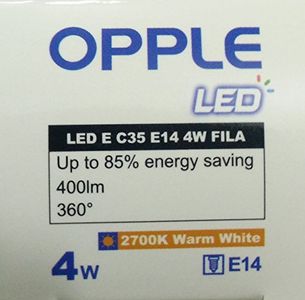 OPPLE
LED
LED E C35 E14 4W FILA
Up to 85% energy saving
400lm
360°
2700K Warm White
4W E14